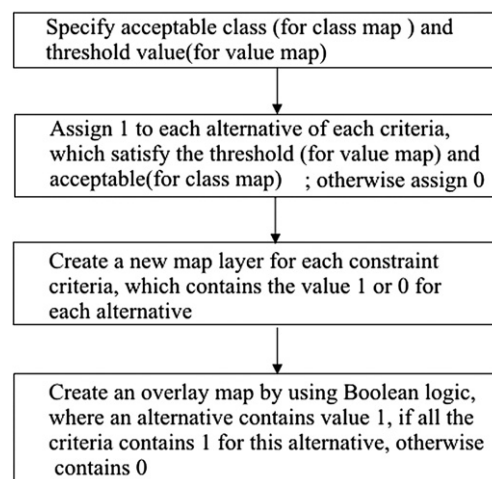 Specify acceptable class (for class map ) and
threshold value(for value map)
Assign 1 to each alternative of each criteria,
which satisfy the threshold (for value map) and
acceptable(for class map) ; otherwise assign 0
Create a new map layer for each constraint
criteria, which contains the value 1 or 0 for
each alternative
Create an overlay map by using Boolean logic,
where an alternative contains value 1, if all the
criteria contains 1 for this alternative, otherwise
contains 0